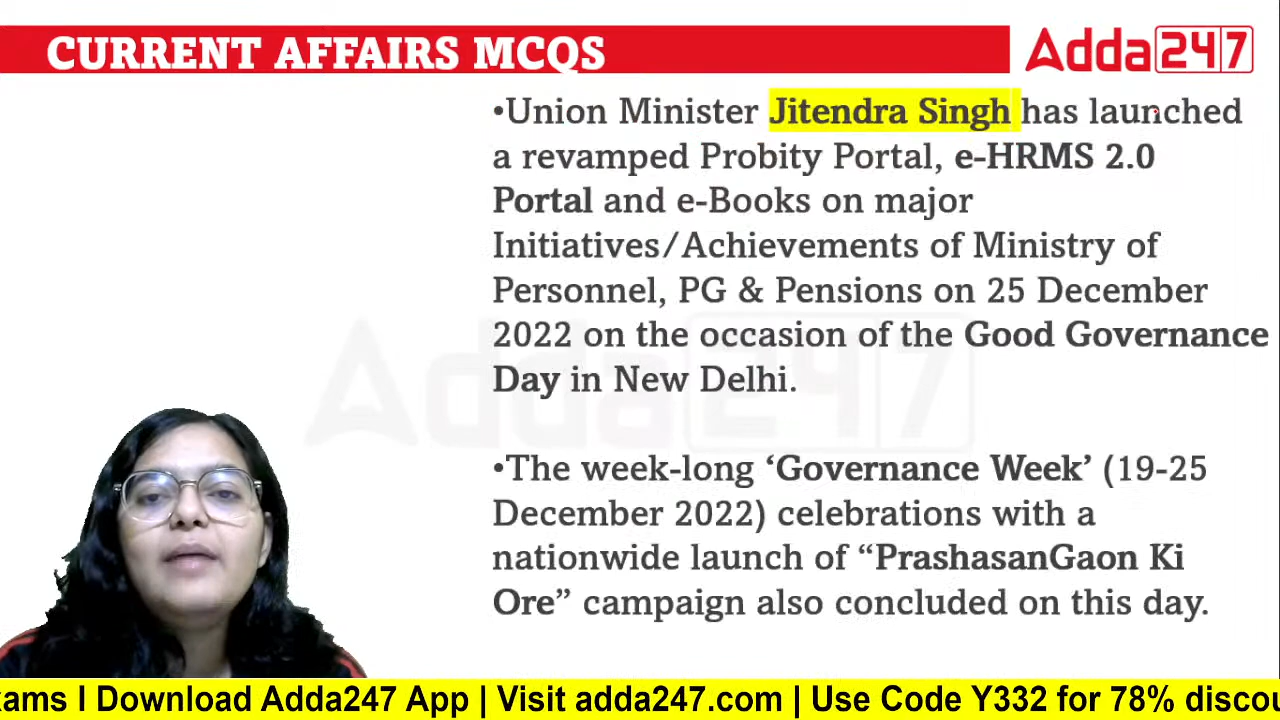 CURRENT AFFAIRS MCQS
Adda247
•Union Minister Jitendra Singh has launched
a revamped Probity Portal, e-HRMS 2.0
Portal and e-Books on major
Initiatives/Achievements of Ministry of
Personnel, PG & Pensions on 25 December
2022 on the occasion of the Good Governance
Day in New Delhi.
Adda247
•The week-long ‘Governance Week’ (19-25
December 2022) celebrations with a
nationwide launch of “PrashasanGaon Ki
Ore” campaign also concluded on this day.
xams I Download Adda247 App | Visit adda247.com | Use Code Y332 for 78% discou